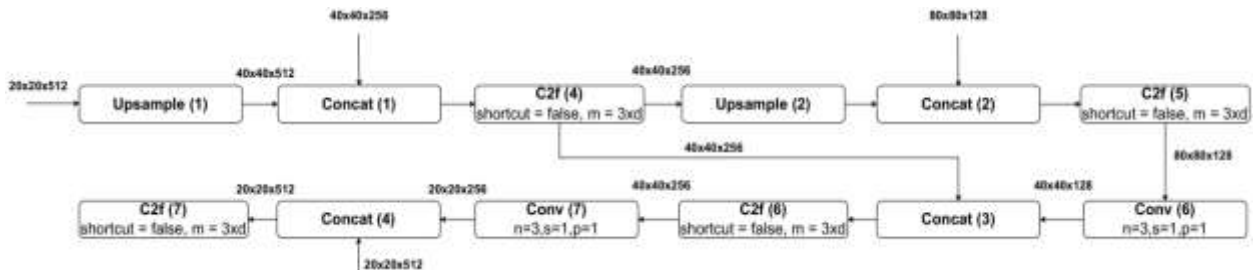 40x40x256
80x80x128
20x20x512
40x40x512
40x40x256
Upsample (1)
Concat (1)
C2f (4)
shortcut = false, m = 3xd
Upsample (2)
Concat (2)
C2f (5)
shortcut = false, m = 3xd
40x40x256
80x80x128
20x20x512
20x20x256
40x40x256
40x40x128
C2f (7)
shortcut = false, m = 3xd
Concat (4)
Conv (7)
n=3,s=1,p=1
C2f (6)
shortcut = false, m = 3xd
Concat (3)
Conv (6)
n=3,s=1,p=1
20x20x512